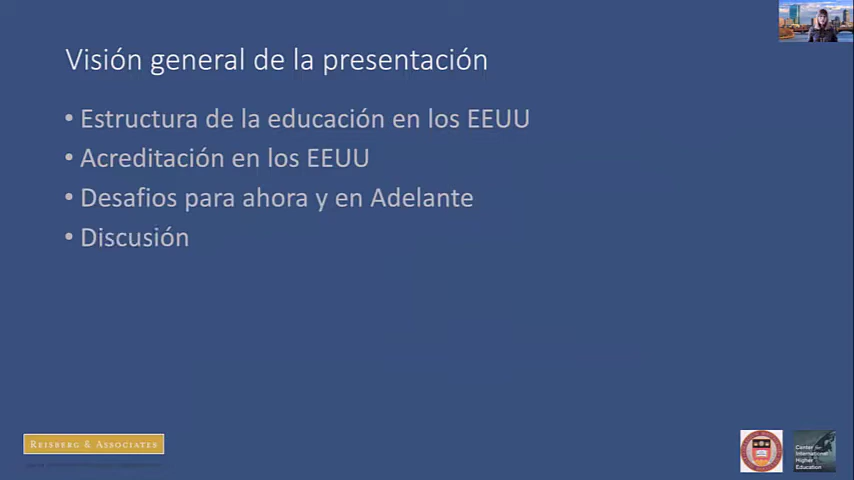 Visión general de la presentación
• Estructura de la educación en los EEUU
• Acreditación en los EEUU
• Desafios para ahora y en Adelante
• Discusión
REISBERG & ASSOCIATES
Center for
International
Higher
Education